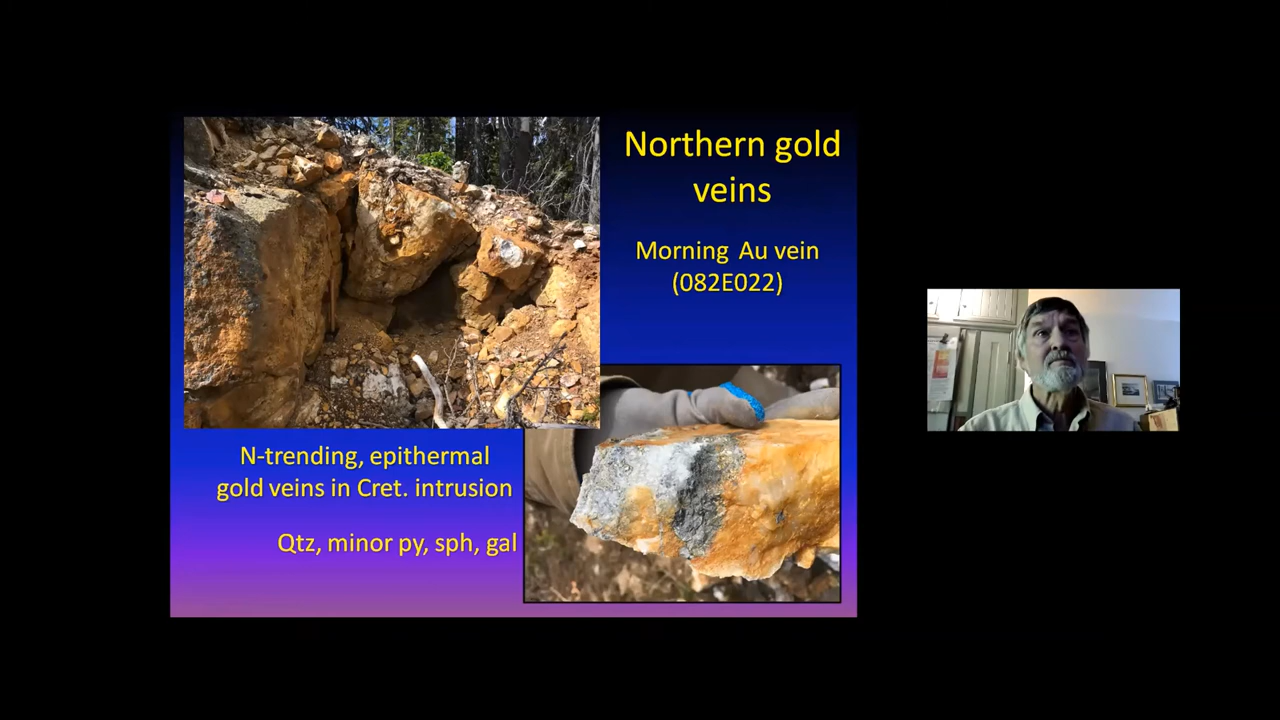 Northern gold
veins
Morning Au vein
(082E022)
N-trending, epithermal
gold veins in Cret. intrusion
Qtz, minor py, sph, gal